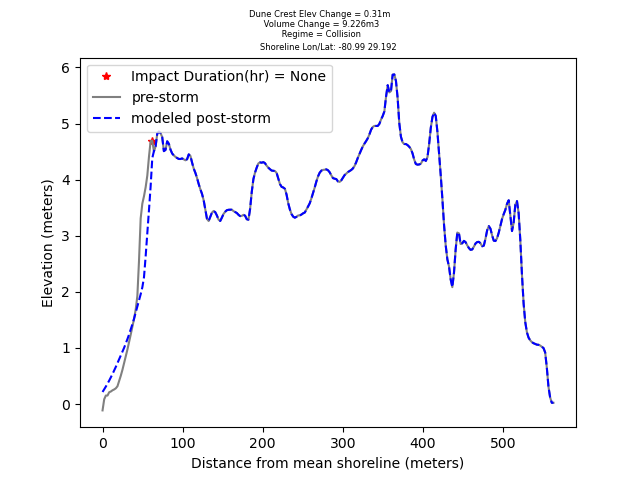 Dune Crest Elev Change = 0.31m
Volume Change = 9.226m3
Regime = Collision
Shoreline Lon/Lat: -80.99 29.192
Impact Duration(hr) = None
pre-storm
modeled post-storm
6
5
4
3
2
1
0
Elevation (meters)
0 100 200 300 400 500
Distance from mean shoreline (meters)